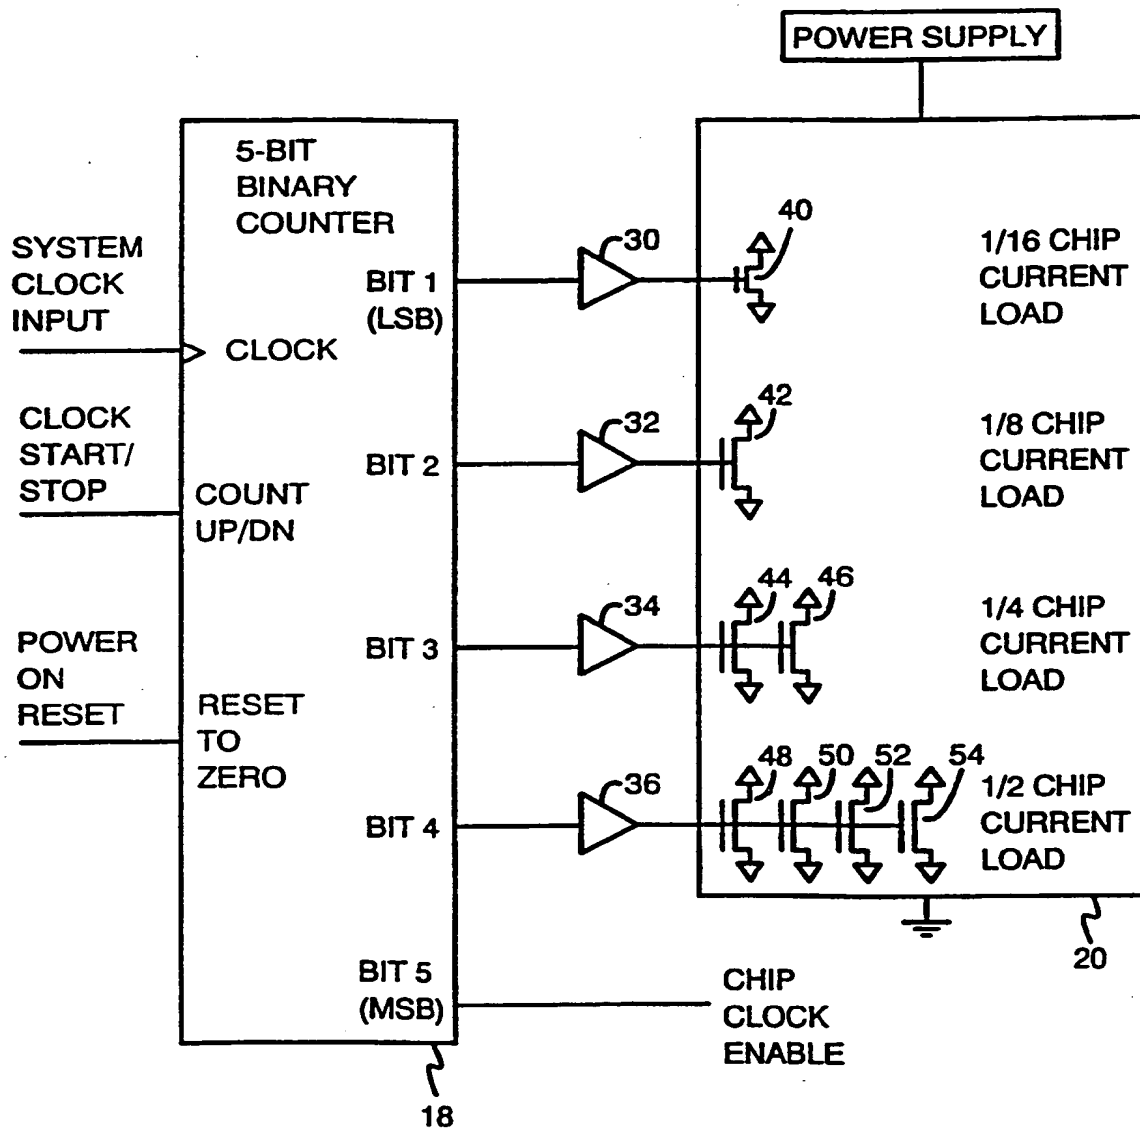 POWER SUPPLY
5-BIT
BINARY
COUNTER
SYSTEM
CLOCK
INPUT
CLOCK
CLOCK
START/
STOP
COUNT
UP/DN
POWER
ON
RESET
RESET
TO
ZERO
BIT 1
(LSB)
BIT 2
BIT 3
BIT 4
BIT 5
(MSB)
30
32
34
36
40
1/16 CHIP
CURRENT
LOAD
42
1/8 CHIP
CURRENT
LOAD
44
46
1/4 CHIP
CURRENT
LOAD
48
50
52
54
1/2 CHIP
CURRENT
LOAD
20
CHIP
CLOCK
ENABLE
18